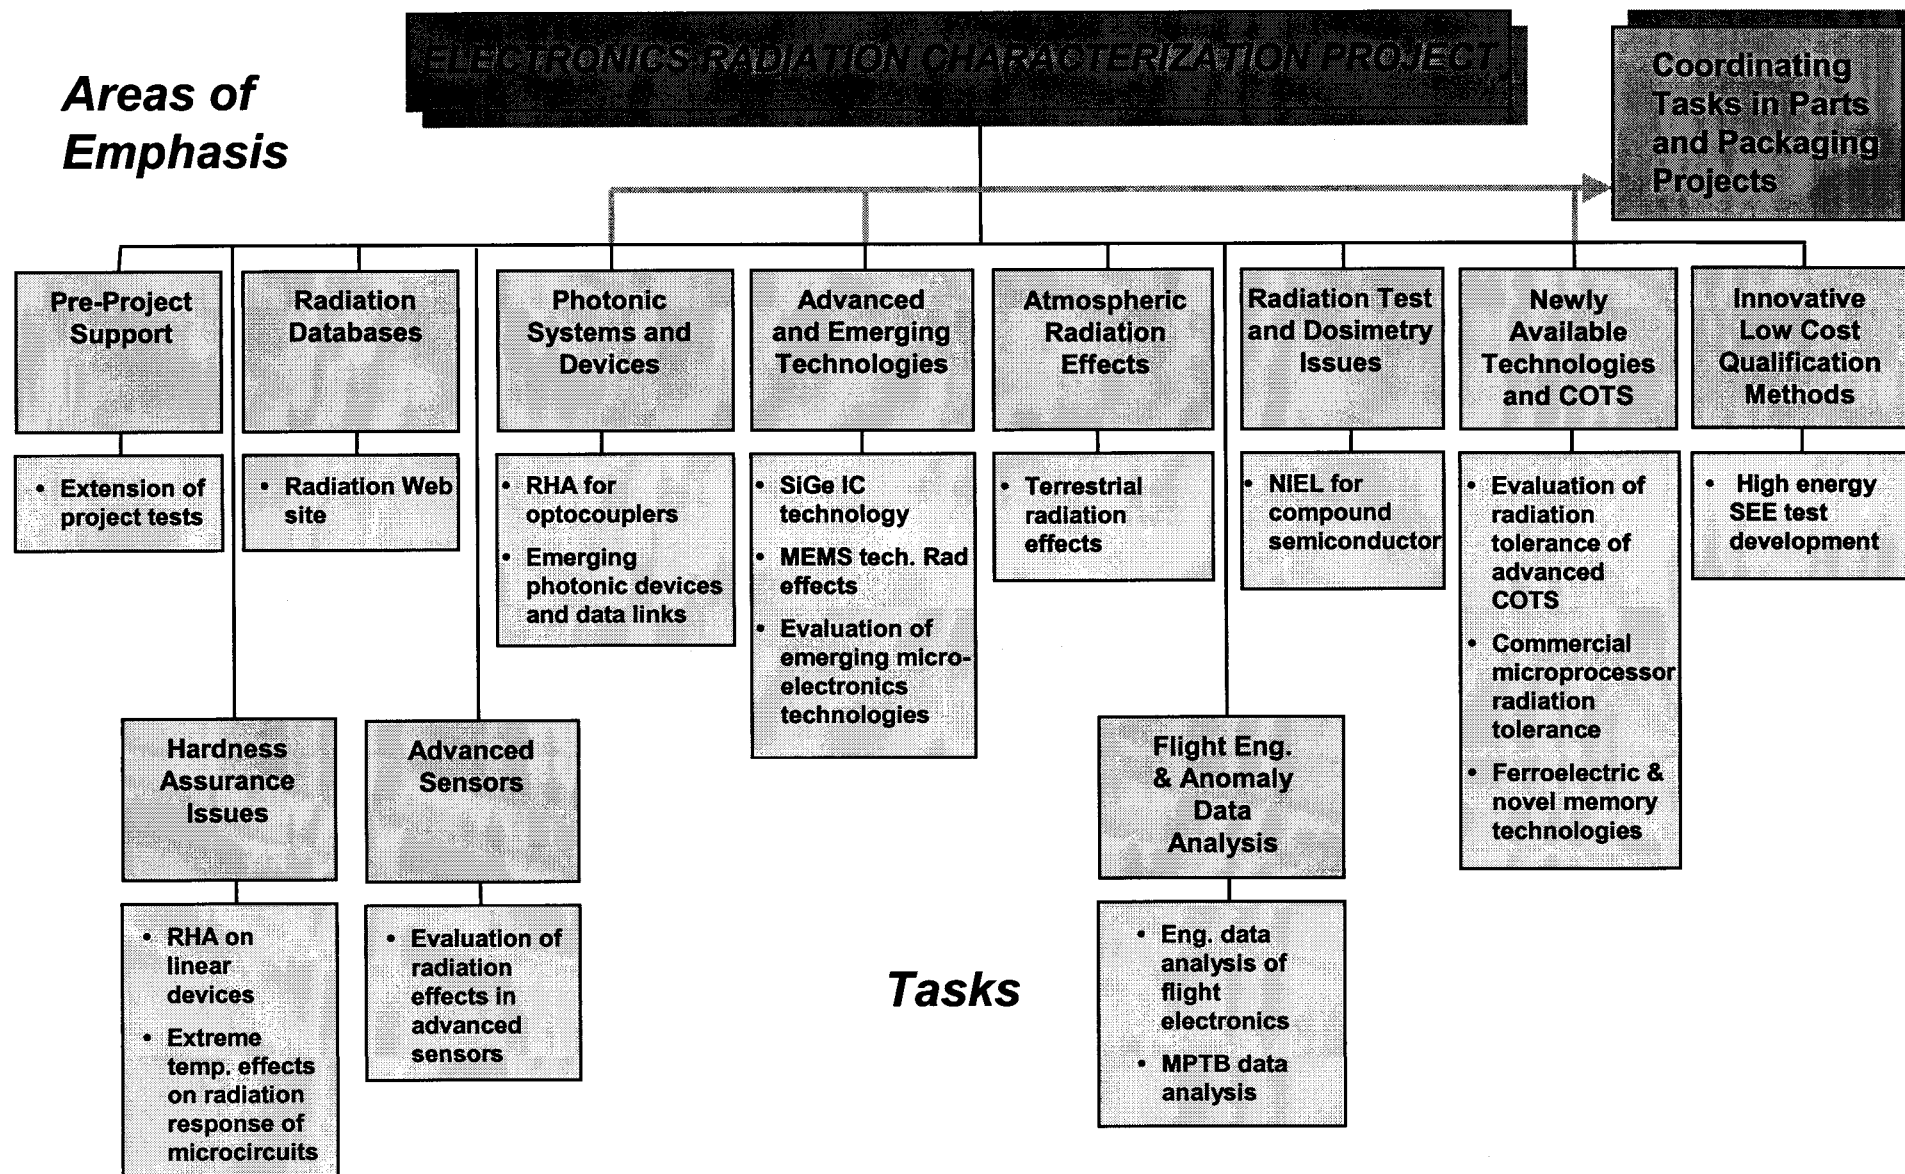 ELECTRONICS RADIATION CHARACTERIZATION PROJECT
Areas of
Emphasis
Coordinating
Tasks in Parts
and Packaging
Projects
Pre-Project
Support
Radiation
Databases
Photonic
Systems and
Devices
Advanced
and Emerging
Technologies
Atmospheric
Radiation
Effects
Radiation Test
and Dosimetry
Issues
Newly
Available
Technologies
and COTS
Innovative
Low Cost
Qualification
Methods
• Extension of
project tests
• Radiation Web
site
• RHA for
optocouplers
• Emerging
photonic devices
and data links
• SiGe IC
technology
• MEMS tech. Rad
effects
• Evaluation of
emerging micro-
electronics
technologies
• Terrestrial
radiation
effects
• NIEL for
compound
semiconductor
• Evaluation of
radiation
tolerance of
advanced
COTS
• Commercial
microprocessor
radiation
tolerance
• Ferroelectric &
novel memory
technologies
• High energy
SEE test
development
Hardness
Assurance
Issues
Advanced
Sensors
Flight Eng.
& Anomaly
Data
Analysis
• RHA on
linear
devices
• Extreme
temp. effects
on radiation
response of
microcircuits
• Evaluation of
radiation
effects in
advanced
sensors
Tasks
• Eng. data
analysis of
flight
electronics
• MPTB data
analysis